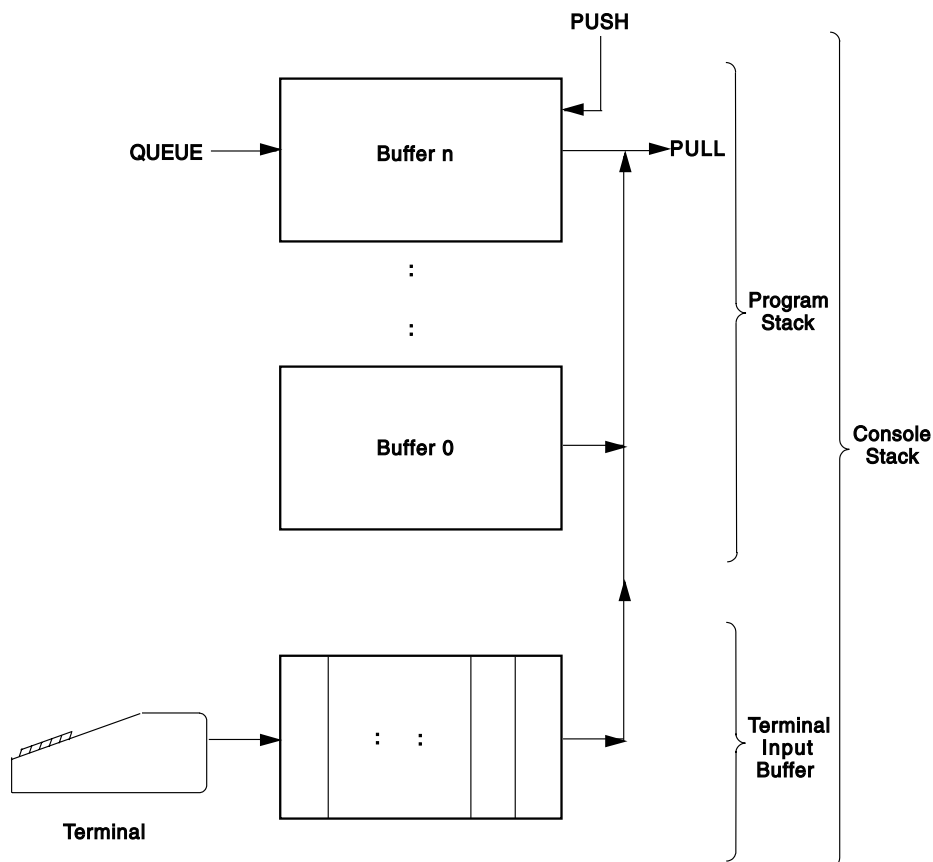 PUSH
QUEUE
Buffer n
PULL
:
:
Program
Stack
Buffer 0
Console
Stack
: :
Terminal
Input
Buffer
Terminal